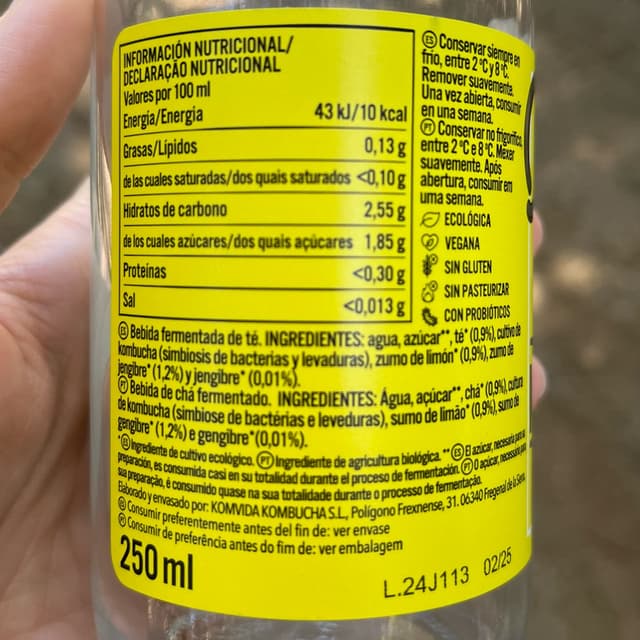 INFORMACIÓN NUTRICIONAL/
DECLARAÇÃO NUTRICIONAL
Valores por 100 ml
Energía/Energia 43 kJ/10 kcal
Grasas/Lípidos 0,13 g
de las cuales saturadas/dos quais saturados <0,10 g
Hidratos de carbono 2,55 g
de los cuales azúcares/dos quais açúcares 1,85 g
Proteínas <0,30 g
Sal <0,013 g
ES Conservar siempre en
frío, entre 2 °C y 8 °C.
Remover suavemente.
Una vez abierta, consumir
en una semana.
PT Conservar no frigorífico,
entre 2 °C e 8 °C. Mexer
suavemente. Após
abertura, consumir em
uma semana.
ECOLÓGICA
VEGANA
SIN GLUTEN
SIN PASTEURIZAR
CON PROBIÓTICOS
ES Bebida fermentada de té. INGREDIENTES: agua, azúcar**, té* (0,9%), cultivo de
kombucha (simbiosis de bacterias y levaduras), zumo de limón* (0,9%), zumo de
jengibre* (1,2%) y jengibre* (0,01%).
PT Bebida de chá fermentado. INGREDIENTES: Água, açúcar**, chá* (0,9%), cultura
de kombucha (simbiose de bactérias e leveduras), sumo de limão* (0,9%), sumo de
gengibre* (1,2%) e gengibre* (0,01%).
* ES Ingrediente de cultivo ecológico. PT Ingrediente de agricultura biológica. ** ES El azúcar, necesaria para su
preparación, es consumida casi en su totalidad durante el proceso de fermentación. PT O açúcar, necessário para
sua preparação, é consumido quase na sua totalidade durante o processo de fermentação.
Elaborado y envasado por: KOMVIDA KOMBUCHA S.L., Polígono Frexnense, 31. 06340 Fregenal de la Sierra.
ES Consumir preferentemente antes del fin de: ver envase
PT Consumir de preferência antes do fim de: ver embalagem
250 ml
L.24J113 02/25